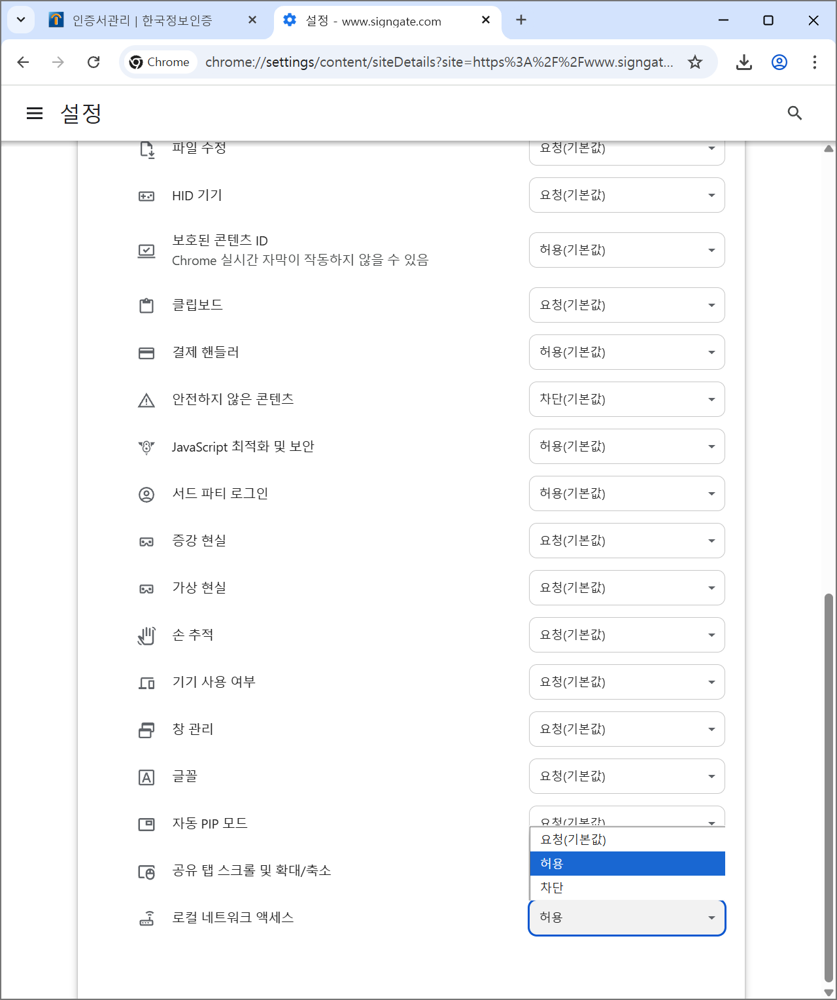 인증서관리 | 한국정보인증
설정 - www.signgate.com
Chrome
chrome://settings/content/siteDetails?site=https%3A%2F%2Fwww.signgat...
설정
파일 수정
요청(기본값)
HID 기기
요청(기본값)
보호된 콘텐츠 ID
Chrome 실시간 자막이 작동하지 않을 수 있음
허용(기본값)
클립보드
요청(기본값)
결제 핸들러
허용(기본값)
안전하지 않은 콘텐츠
차단(기본값)
JavaScript 최적화 및 보안
허용(기본값)
서드 파티 로그인
허용(기본값)
증강 현실
요청(기본값)
가상 현실
요청(기본값)
손 추적
요청(기본값)
기기 사용 여부
요청(기본값)
창 관리
요청(기본값)
글꼴
요청(기본값)
자동 PIP 모드
요청(기본값)
요청(기본값)
허용
차단
공유 탭 스크롤 및 확대/축소
로컬 네트워크 액세스
허용